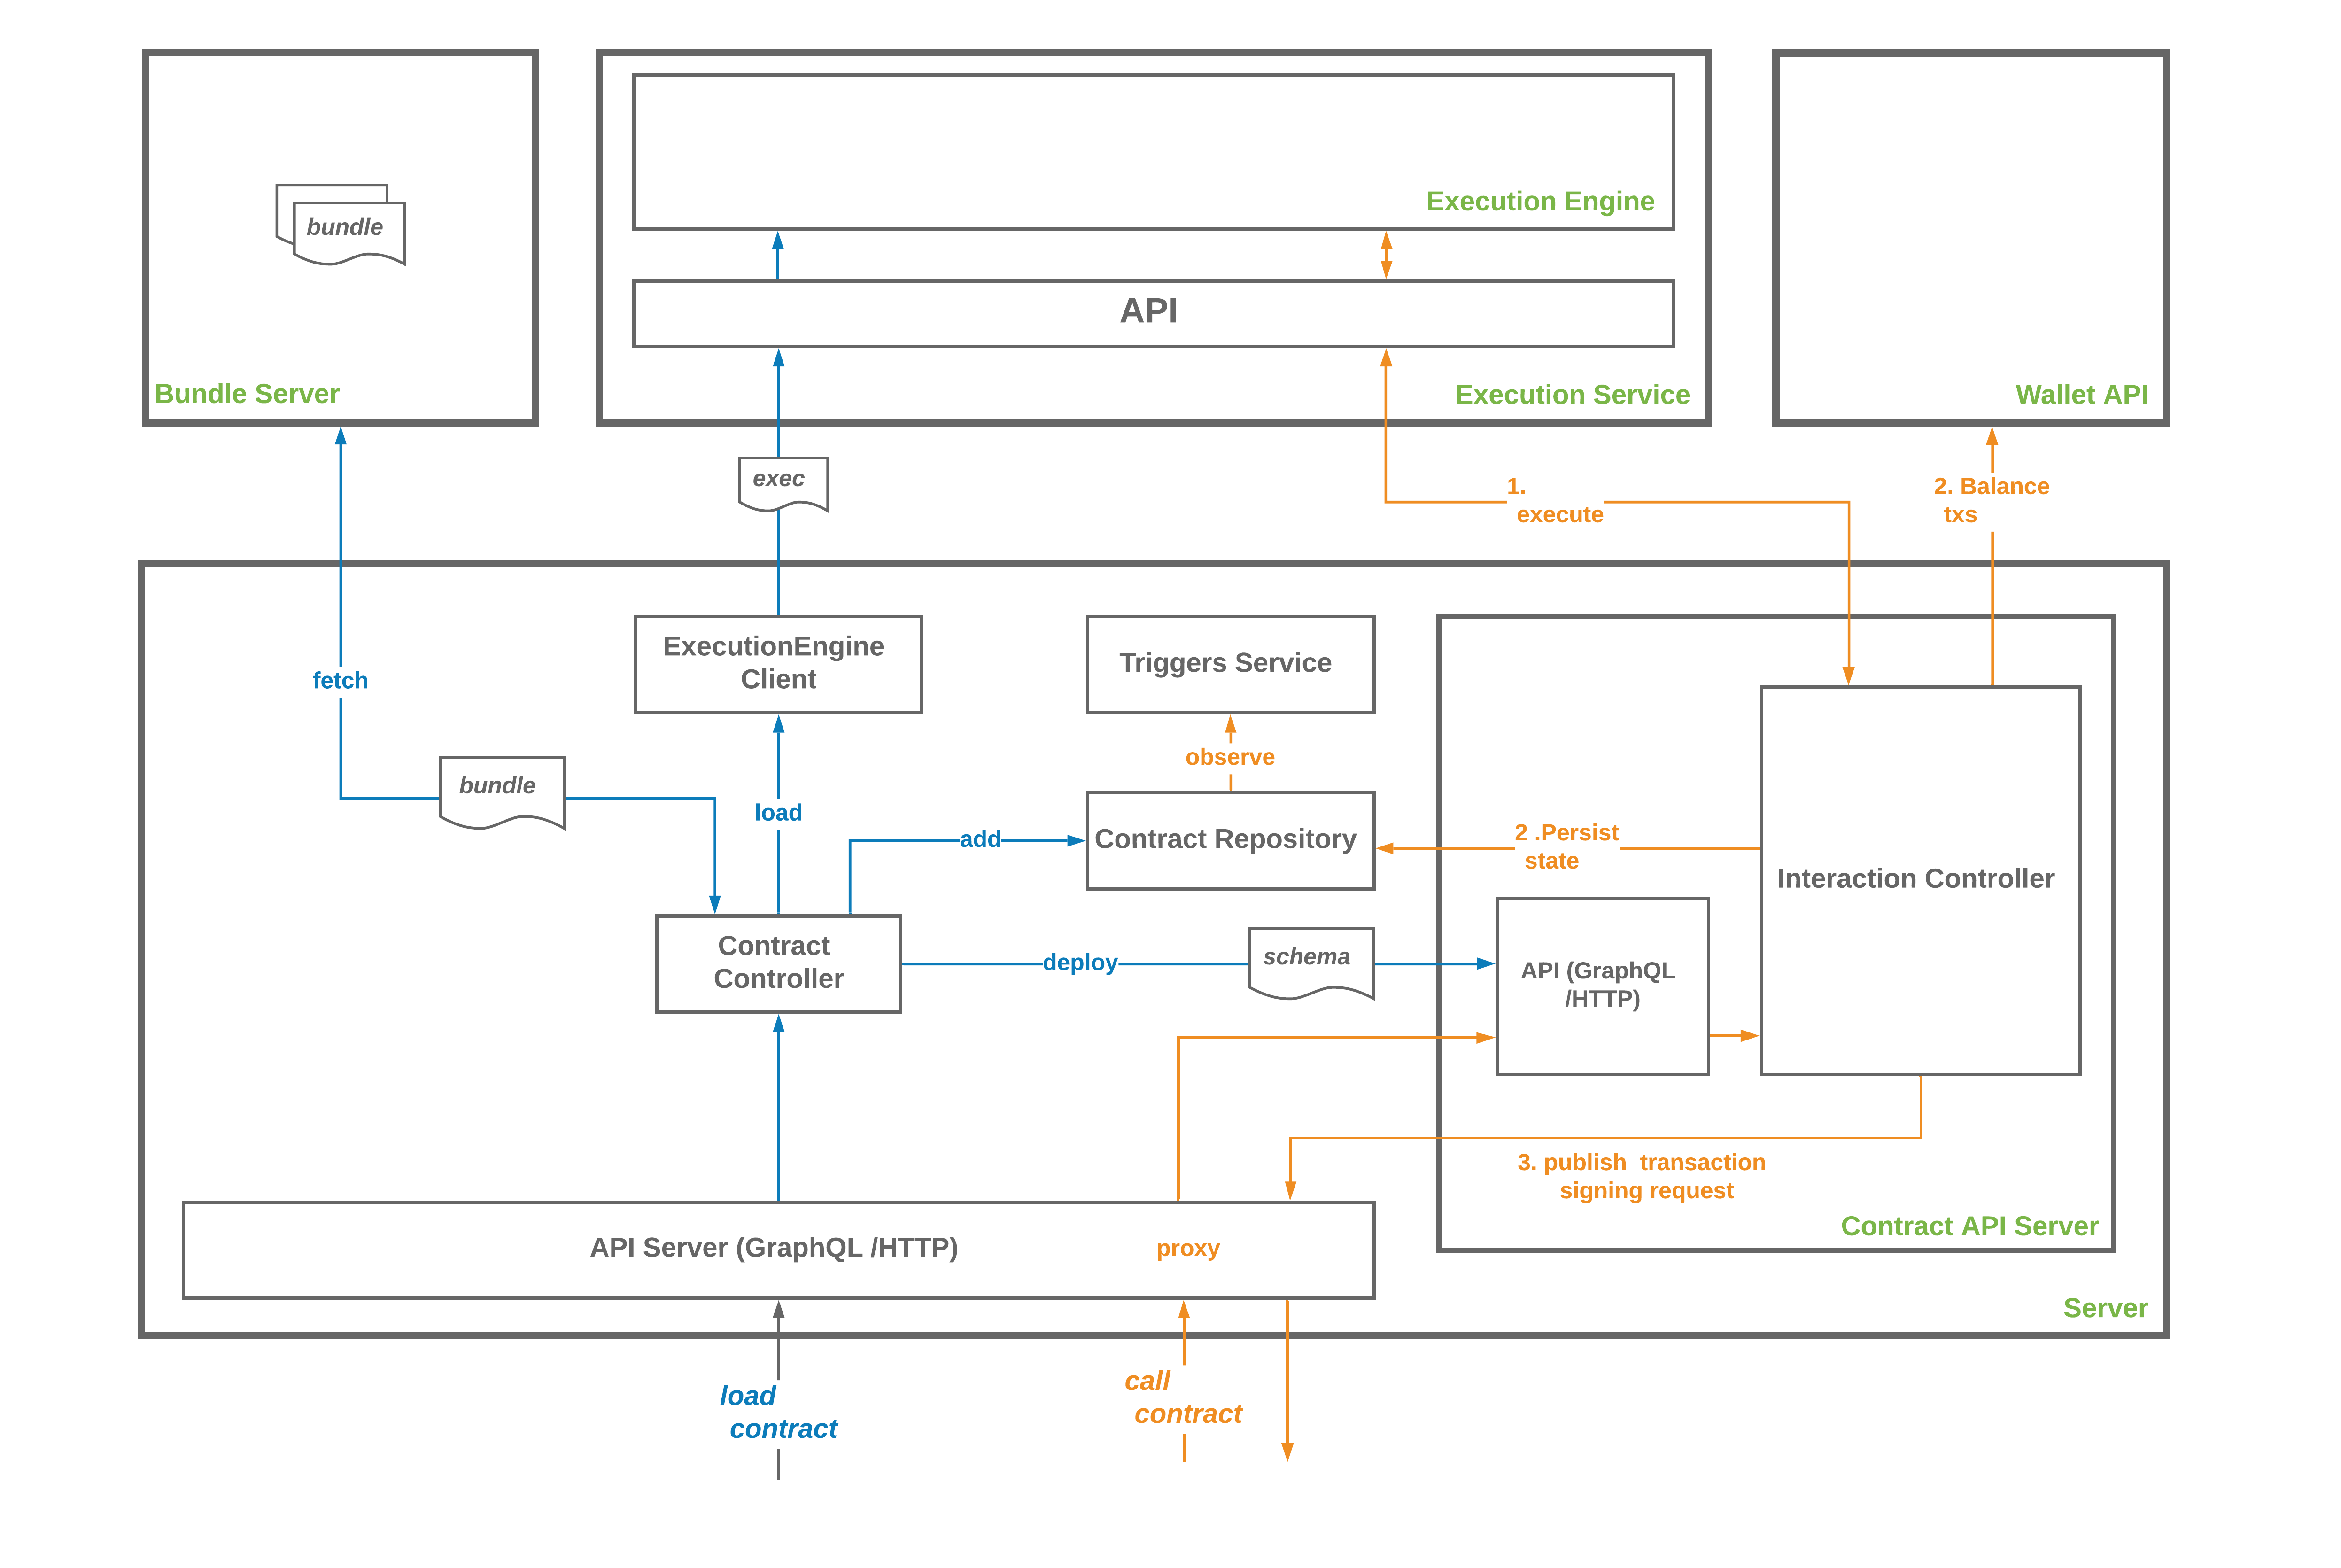 bundle
Bundle Server
Execution Engine
API
Execution Service
Wallet API
exec
1.
execute
2. Balance
txs
fetch
ExecutionEngine
Client
Triggers Service
observe
bundle
load
add
Contract Repository
2 .Persist
state
Interaction Controller
Contract
Controller
deploy
schema
API (GraphQL
/HTTP)
3. publish  transaction
signing request
Contract API Server
API Server (GraphQL /HTTP)
proxy
Server
load
contract
call
contract